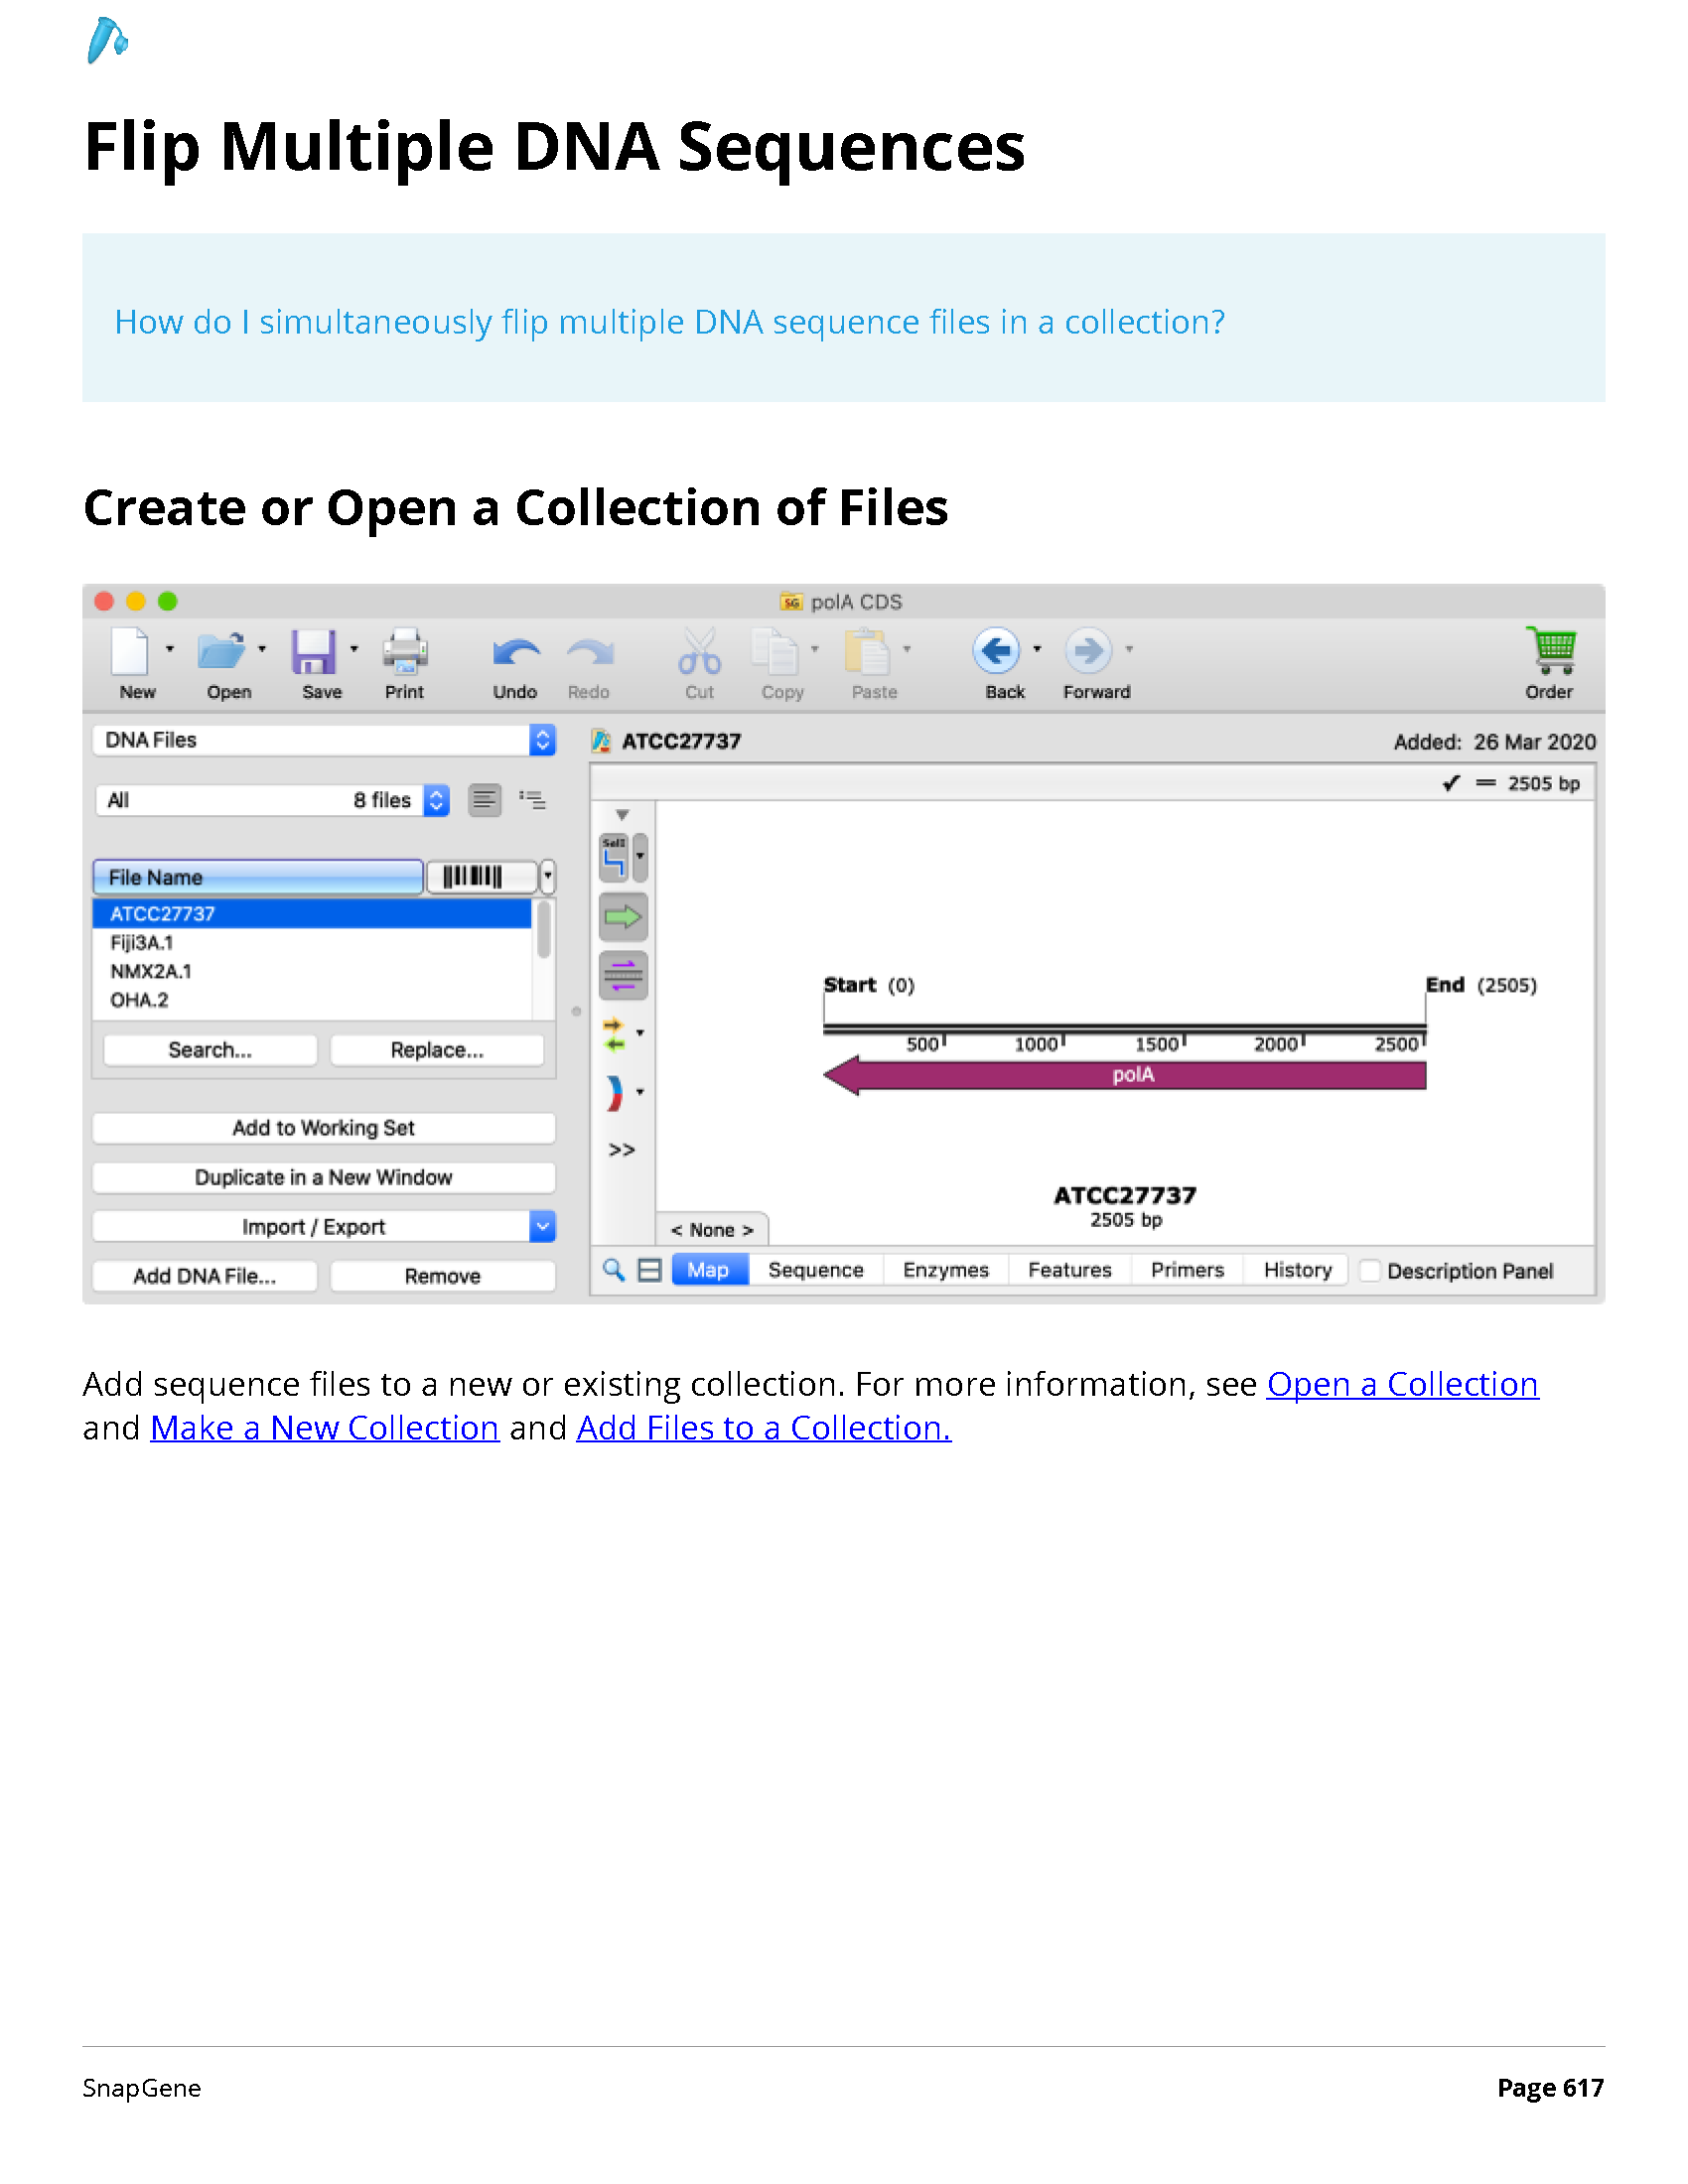 Flip Multiple DNA Sequences
How do I simultaneously flip multiple DNA sequence files in a collection?
Create or Open a Collection of Files
SG polA CDS
New Open Save Print Undo Redo Cut Copy Paste Back Forward Order
DNA Files
ATCC27737 Added: 26 Mar 2020
= 2505 bp
All 8 files
SalI
File Name
ATCC27737
Fiji3A.1
NMX2A.1
OHA.2
Search... Replace...
Start (0) End (2505)
500 1000 1500 2000 2500
polA
Add to Working Set
>>
Duplicate in a New Window
ATCC27737
2505 bp
Import / Export
< None >
Add DNA File... Remove
Map Sequence Enzymes Features Primers History Description Panel
Add sequence files to a new or existing collection. For more information, see Open a Collection
and Make a New Collection and Add Files to a Collection.
SnapGene Page 617